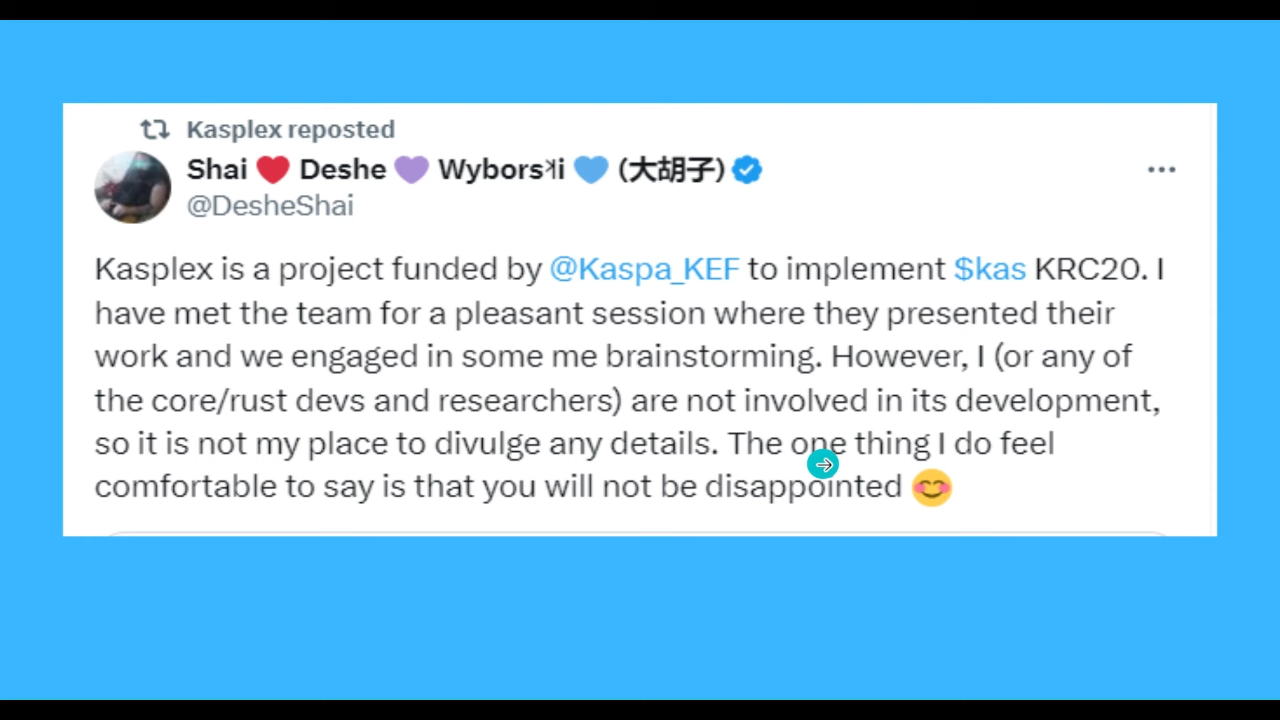 Kasplex reposted
Shai ❤️ Deshe 💜 Wyborsʞi 💙 (大胡子)
@DesheShai
Kasplex is a project funded by @Kaspa_KEF to implement $kas KRC20. I
have met the team for a pleasant session where they presented their
work and we engaged in some me brainstorming. However, I (or any of
the core/rust devs and researchers) are not involved in its development,
so it is not my place to divulge any details. The one thing I do feel
comfortable to say is that you will not be disappointed 😊